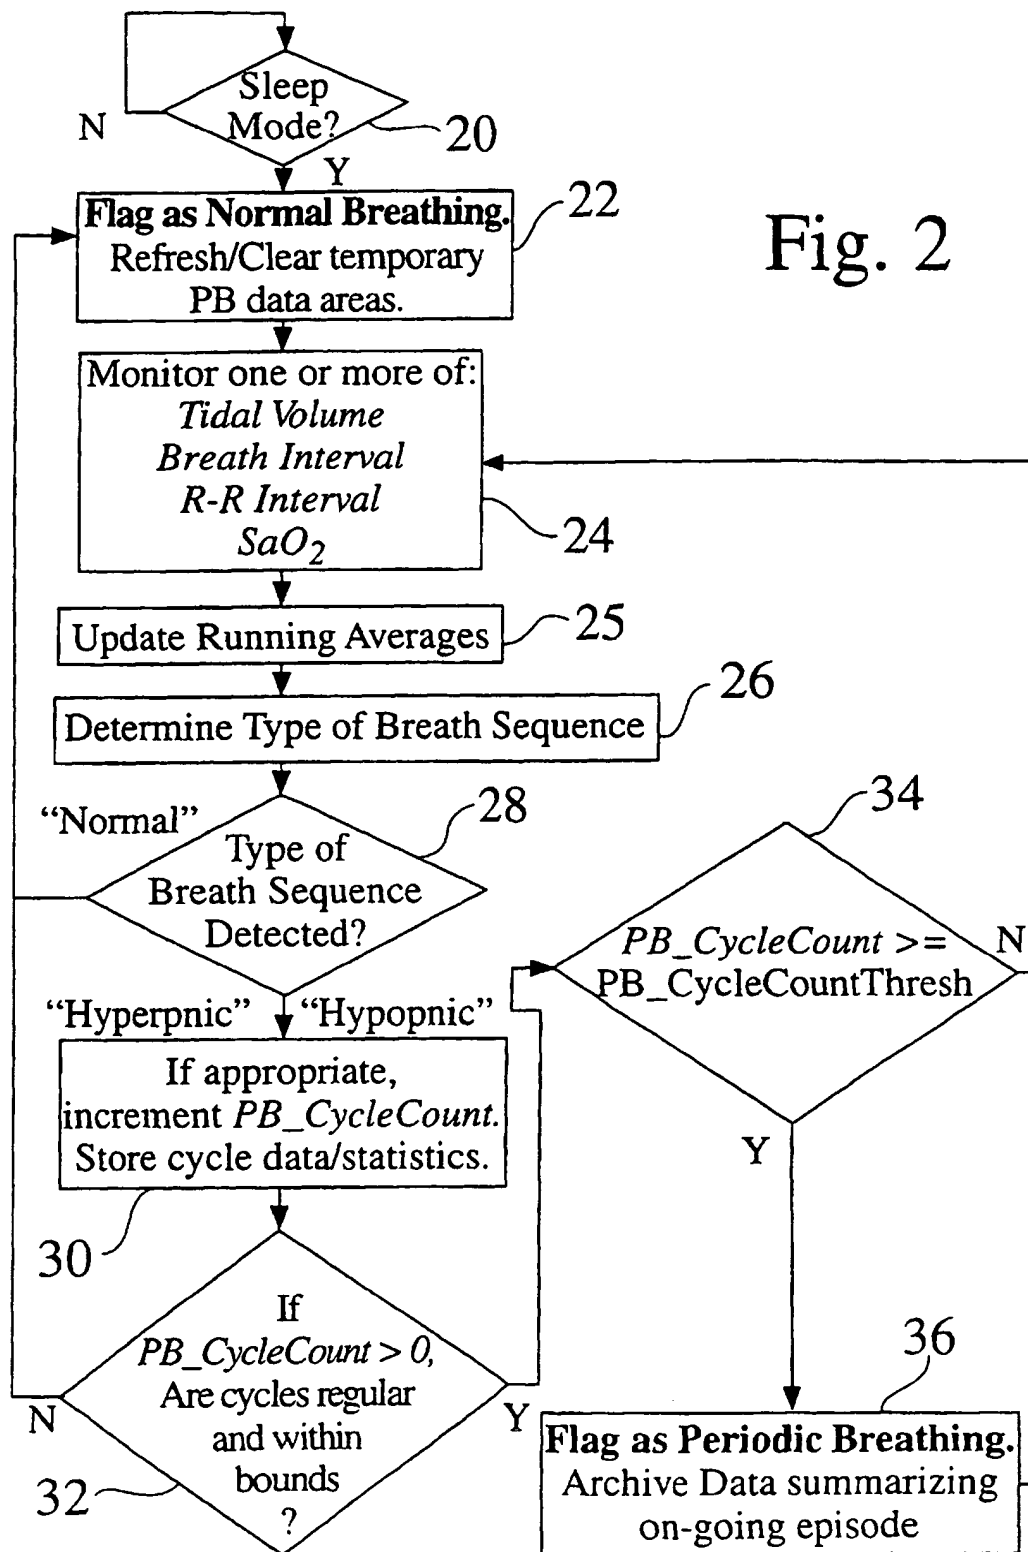 Sleep
Mode?
N
20
Y
Flag as Normal Breathing.
Refresh/Clear temporary
PB data areas.
22
Fig. 2
Monitor one or more of:
Tidal Volume
Breath Interval
R-R Interval
SaO2
24
Update Running Averages
25
Determine Type of Breath Sequence
26
“Normal”
28
Type of
Breath Sequence
Detected?
“Hyperpnic”
“Hypopnic”
If appropriate,
increment PB_CycleCount.
Store cycle data/statistics.
30
If
PB_CycleCount > 0,
Are cycles regular
and within
bounds
?
N
Y
32
34
PB_CycleCount >=
PB_CycleCountThresh
N
Y
36
Flag as Periodic Breathing.
Archive Data summarizing
on-going episode